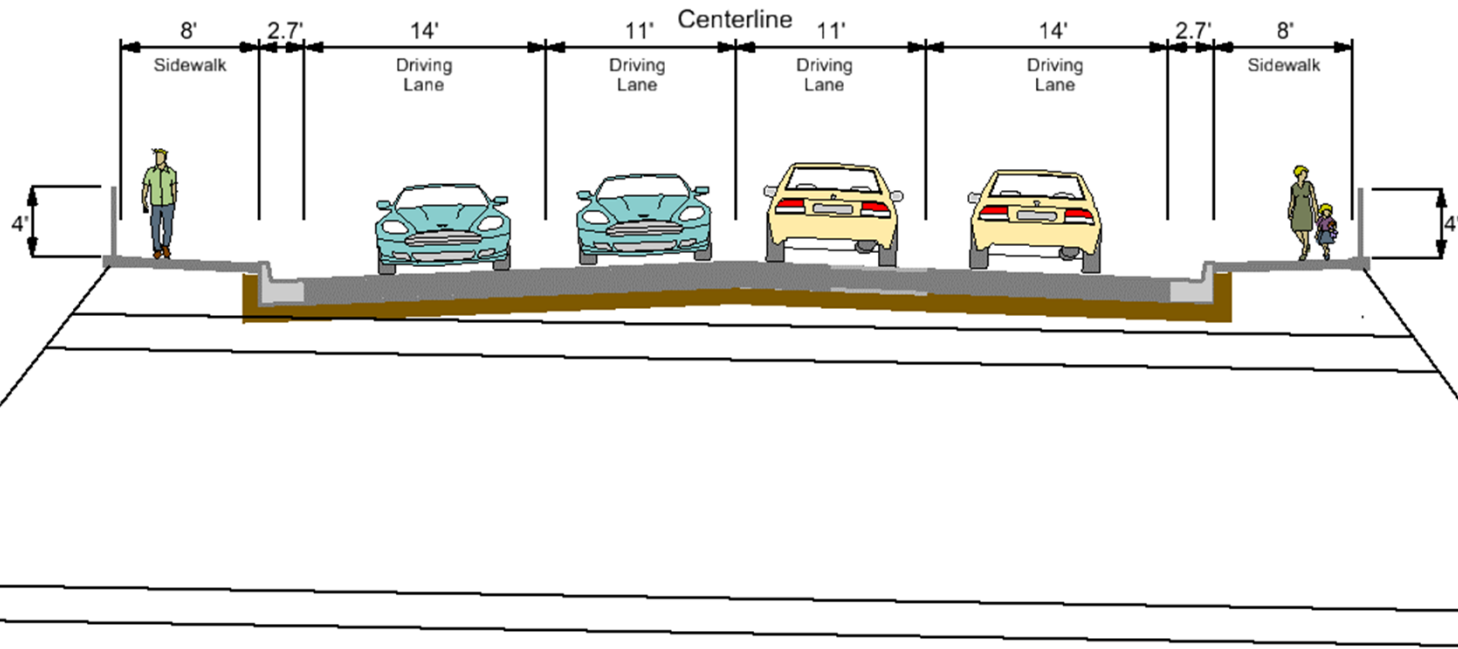 Centerline
8' 2.7' 14' 11' 11' 14' 2.7' 8'
Sidewalk Driving Driving Driving Driving Sidewalk
Lane Lane Lane Lane
4' 4'